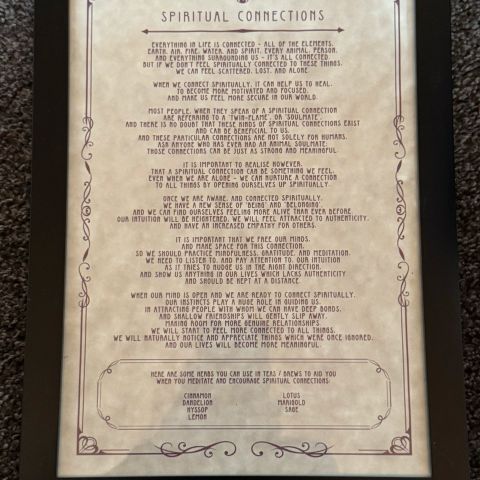 SPIRITUAL CONNECTIONS
EVERYTHING IN LIFE IS CONNECTED - ALL OF THE ELEMENTS,
EARTH, AIR, FIRE, WATER, AND SPIRIT, EVERY ANIMAL, PERSON,
AND EVERYTHING SURROUNDING US - IT'S ALL CONNECTED.
BUT IF WE DON'T FEEL SPIRITUALLY CONNECTED TO THESE THINGS,
WE CAN FEEL SCATTERED, LOST, AND ALONE.
WHEN WE CONNECT SPIRITUALLY, IT CAN HELP US TO HEAL,
TO BECOME MORE MOTIVATED AND FOCUSED,
AND MAKE US FEEL MORE SECURE IN OUR WORLD.
MOST PEOPLE, WHEN THEY SPEAK OF A SPIRITUAL CONNECTION
ARE REFERRING TO A 'TWIN-FLAME', OR 'SOULMATE',
AND THERE IS NO DOUBT THAT THESE KINDS OF SPIRITUAL CONNECTIONS EXIST
AND CAN BE BENEFICIAL TO US.
AND THESE PARTICULAR CONNECTIONS ARE NOT SOLELY FOR HUMANS,
ASK ANYONE WHO HAS EVER HAD AN ANIMAL SOULMATE;
THOSE CONNECTIONS CAN BE JUST AS STRONG AND MEANINGFUL.
IT IS IMPORTANT TO REALISE HOWEVER,
THAT A SPIRITUAL CONNECTION CAN BE SOMETHING WE FEEL,
EVEN WHEN WE ARE ALONE - WE CAN NURTURE A CONNECTION
TO ALL THINGS BY OPENING OURSELVES UP SPIRITUALLY.
ONCE WE ARE AWARE, AND CONNECTED SPIRITUALLY,
WE HAVE A NEW SENSE OF 'BEING' AND 'BELONGING',
AND WE CAN FIND OURSELVES FEELING MORE ALIVE THAN EVER BEFORE.
OUR INTUITION WILL BE HEIGHTENED, WE WILL FEEL ATTRACTED TO AUTHENTICITY,
AND HAVE AN INCREASED EMPATHY FOR OTHERS.
IT IS IMPORTANT THAT WE FREE OUR MINDS,
AND MAKE SPACE FOR THIS CONNECTION,
SO WE SHOULD PRACTICE MINDFULNESS, GRATITUDE, AND MEDITATION.
WE NEED TO LISTEN TO, AND PAY ATTENTION TO, OUR INTUITION
AS IT TRIES TO NUDGE US IN THE RIGHT DIRECTION,
AND SHOW US ANYTHING IN OUR LIVES WHICH LACKS AUTHENTICITY
AND SHOULD BE KEPT AT A DISTANCE.
WHEN OUR MIND IS OPEN AND WE ARE READY TO CONNECT SPIRITUALLY,
OUR INSTINCTS PLAY A HUGE ROLE IN GUIDING US,
IN ATTRACTING PEOPLE WITH WHOM WE CAN HAVE DEEP BONDS,
AND SHALLOW FRIENDSHIPS WILL GENTLY SLIP AWAY,
MAKING ROOM FOR MORE GENUINE RELATIONSHIPS.
WE WILL START TO FEEL MORE CONNECTED TO ALL THINGS,
WE WILL NATURALLY NOTICE AND APPRECIATE THINGS WHICH WERE ONCE IGNORED,
AND OUR LIVES WILL BECOME MORE MEANINGFUL.
HERE ARE SOME HERBS YOU CAN USE IN TEAS / BREWS TO AID YOU
WHEN YOU MEDITATE AND ENCOURAGE SPIRITUAL CONNECTIONS:
CINNAMON
DANDELION
HYSSOP
LEMON
LOTUS
MARIGOLD
SAGE